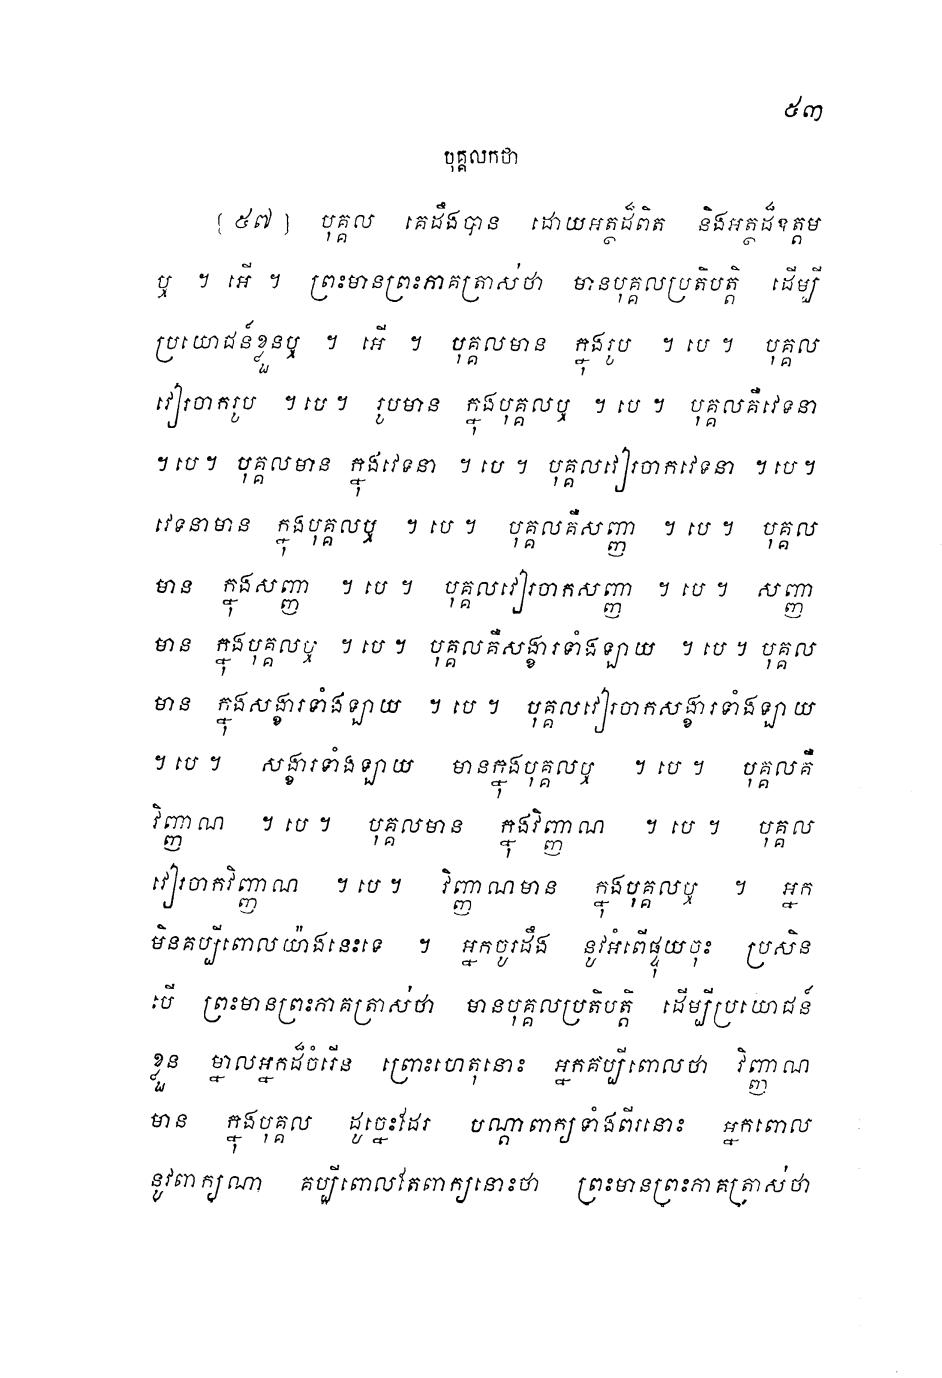 ៥៣
បុគ្គលកថា
[ ៥៧ ] បុគ្គល គេដឹងបាន ដោយអត្ថដ៏ពិត និងអត្ថដ៏ឧត្តម
ឬ ។ អើ ។ ព្រះមានព្រះភាគត្រាស់ថា មានបុគ្គលប្រតិបត្តិ ដើម្បី
ប្រយោជន៍ខ្លួនឬ ។ អើ ។ បុគ្គលមាន ក្នុងរូប ។ បេ ។ បុគ្គល
វៀរចាករូប ។ បេ ។ រូបមាន ក្នុងបុគ្គលឬ ។ បេ ។ បុគ្គលគឺវេទនា
។ បេ ។ បុគ្គលមាន ក្នុងវេទនា ។ បេ ។ បុគ្គលវៀរចាកវេទនា ។ បេ ។
វេទនាមាន ក្នុងបុគ្គលឬ ។ បេ ។ បុគ្គលគឺសញ្ញា ។ បេ ។ បុគ្គល
មាន ក្នុងសញ្ញា ។ បេ ។ បុគ្គលវៀរចាកសញ្ញា ។ បេ ។ សញ្ញា
មាន ក្នុងបុគ្គលឬ ។ បេ ។ បុគ្គលគឺសង្ខារទាំងឡាយ ។ បេ ។ បុគ្គល
មាន ក្នុងសង្ខារទាំងឡាយ ។ បេ ។ បុគ្គលវៀរចាកសង្ខារទាំងឡាយ
។ បេ ។ សង្ខារទាំងឡាយ មានក្នុងបុគ្គលឬ ។ បេ ។ បុគ្គលគឺ
វិញ្ញាណ ។ បេ ។ បុគ្គលមាន ក្នុងវិញ្ញាណ ។ បេ ។ បុគ្គល
វៀរចាកវិញ្ញាណ ។ បេ ។ វិញ្ញាណមាន ក្នុងបុគ្គលឬ ។ អ្នក
មិនគប្បីពោលយ៉ាងនេះទេ ។ អ្នកចូរដឹង នូវអំពើផ្ទុយចុះ ប្រសិន
បើ ព្រះមានព្រះភាគត្រាស់ថា មានបុគ្គលប្រតិបត្តិ ដើម្បីប្រយោជន៍
ខ្លួន ម្នាលអ្នកដ៏ចំរើន ព្រោះហេតុនោះ អ្នកគប្បីពោលថា វិញ្ញាណ
មាន ក្នុងបុគ្គល ដូច្នេះដែរ បណ្តាពាក្យទាំងពីរនោះ អ្នកពោល
នូវពាក្យណា គប្បីពោលតែពាក្យនោះថា ព្រះមានព្រះភាគត្រាស់ថា